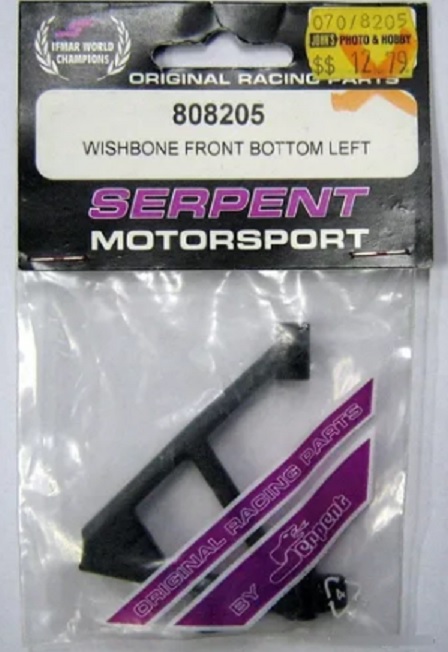 IFMAR WORLD
CHAMPIONS
070/8205
JOHN'S PHOTO & HOBBY
$$ 12.79
ORIGINAL RACING PARTS
808205
WISHBONE FRONT BOTTOM LEFT
SERPENT
MOTORSPORT
ORIGINAL RACING PARTS
BY Serpent